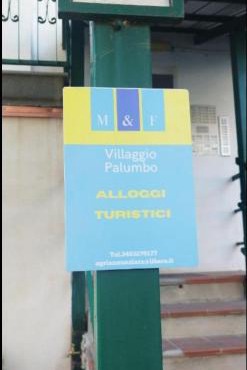 M & F
Villaggio
Palumbo
ALLOGGI
TURISTICI